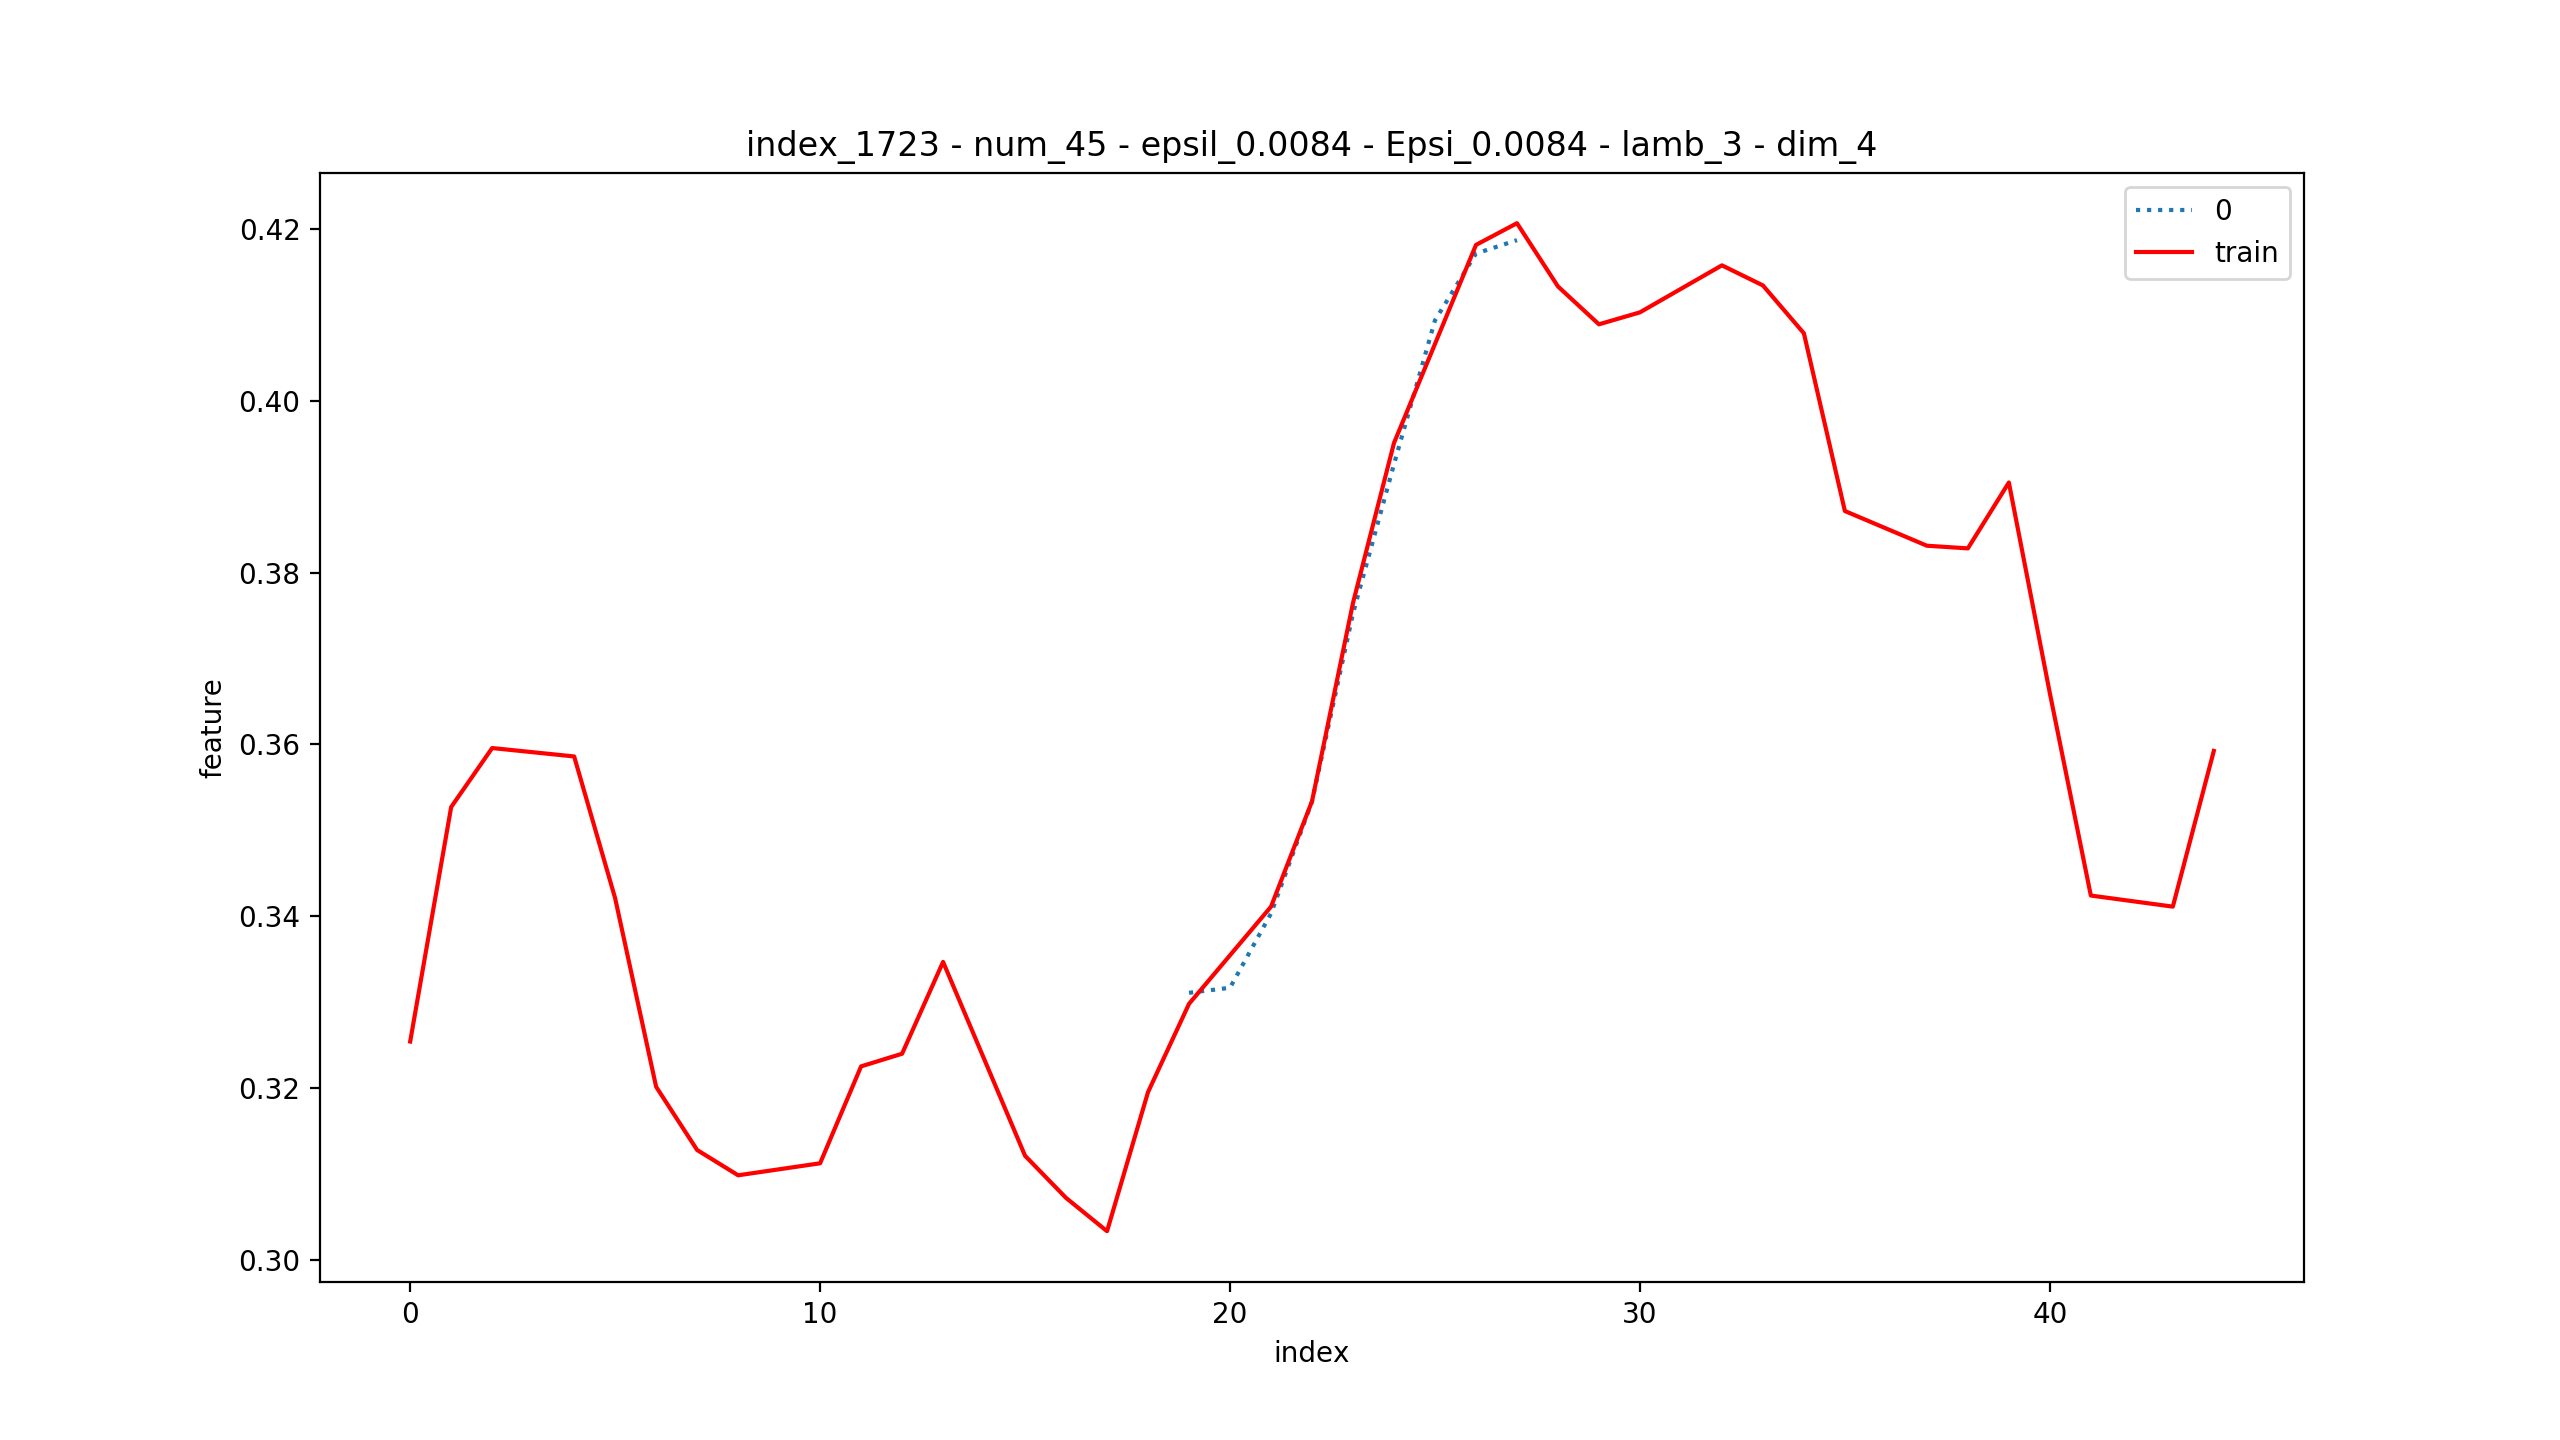 index_1723 - num_45 - epsil_0.0084 - Epsi_0.0084 - lamb_3 - dim_4
0
train
0.42
0.40
0.38
0.36
0.34
0.32
0.30
feature
0 10 20 30 40
index